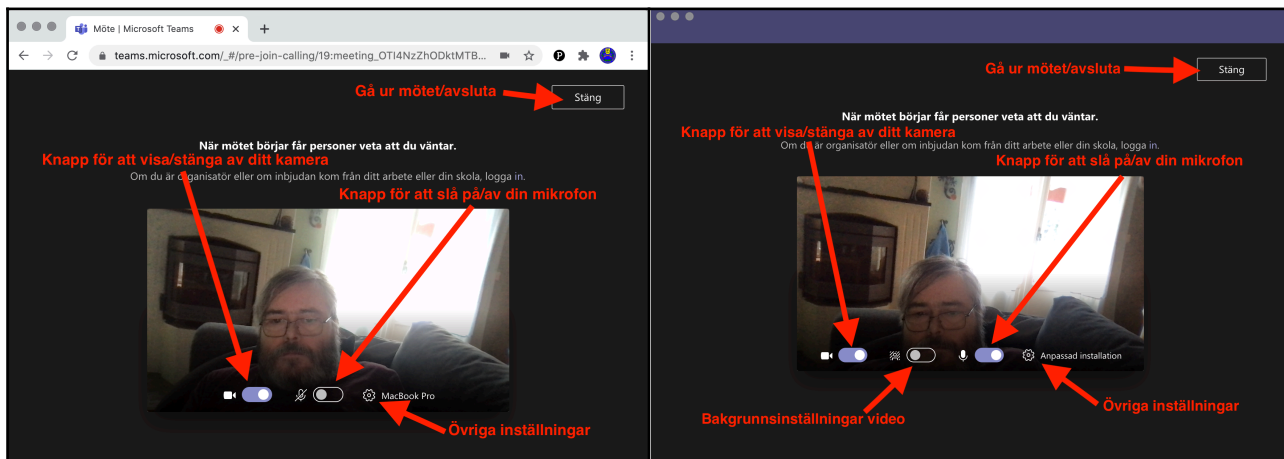 Möte | Microsoft Teams
teams.microsoft.com/_#/pre-join-calling/19:meeting_OTI4NzZhODktMTB...
Gå ur mötet/avsluta
Stäng
När mötet börjar får personer veta att du väntar.
Knapp för att visa/stänga av ditt kamera
Om du är organisatör eller om inbjudan kom från ditt arbete eller din skola, logga in.
Knapp för att slå på/av din mikrofon
MacBook Pro
Övriga inställningar
Gå ur mötet/avsluta
Stäng
När mötet börjar får personer veta att du väntar.
Knapp för att visa/stänga av ditt kamera
Om du är organisatör eller om inbjudan kom från ditt arbete eller din skola, logga in.
Knapp för att slå på/av din mikrofon
Anpassad installation
Övriga inställningar
Bakgrunnsinställningar video